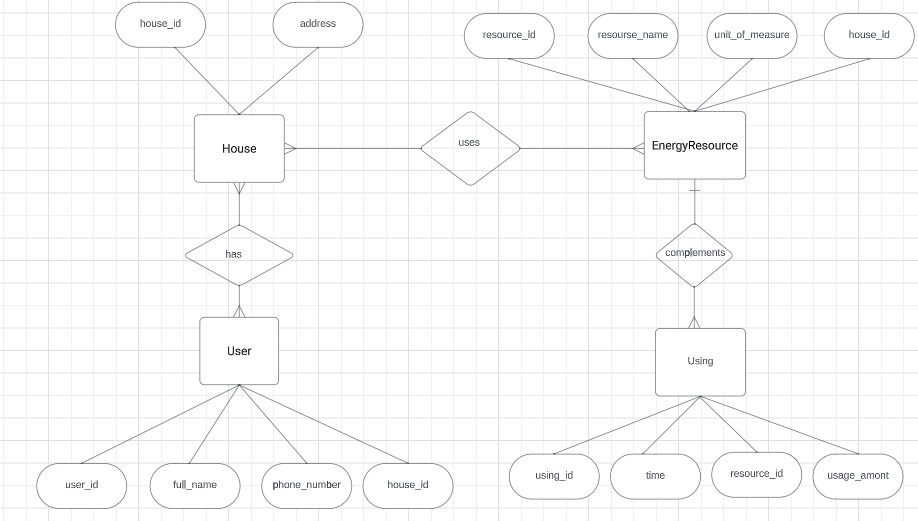 house_id
address
resource_id
resourse_name
unit_of_measure
house_id
House
uses
EnergyResource
has
complements
User
Using
user_id
full_name
phone_number
house_id
using_id
time
resource_id
usage_amont